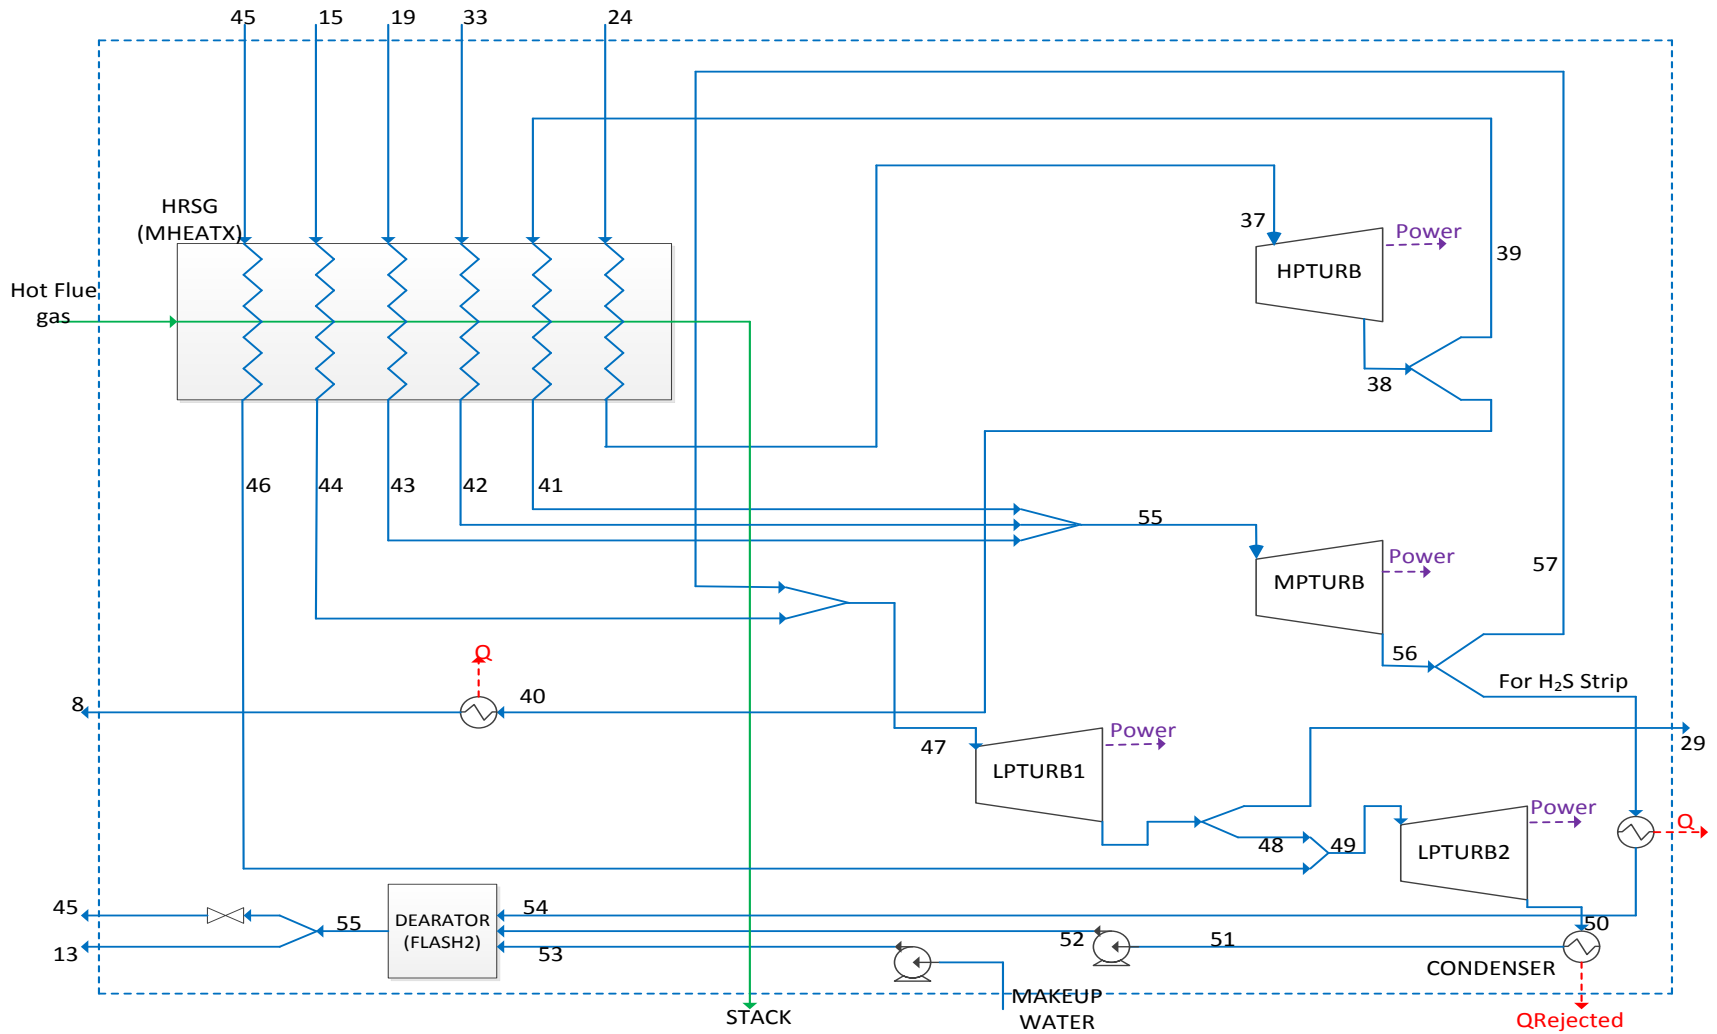 45
15
19
33
24
HRSG
(MHEATX)
Hot Flue
gas
37
Power
HPTURB
39
38
46
44
43
42
41
55
Power
MPTURB
57
56
For H₂S Strip
Q
40
8
47
Power
LPTURB1
29
48
49
Power
LPTURB2
Q
45
55
DEARATOR
(FLASH2)
54
50
13
53
52
51
CONDENSER
MAKEUP
WATER
STACK
QRejected